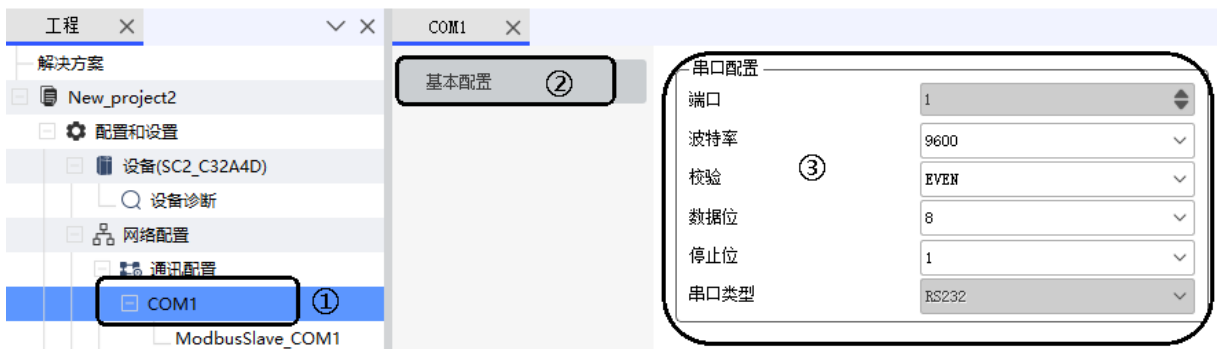 工程
COM1
解决方案
New_project2
配置和设置
设备(SC2_C32A4D)
设备诊断
网络配置
通讯配置
COM1 ①
ModbusSlave_COM1
基本配置 ②
串口配置
端口 1
波特率 9600
③
校验 EVEN
数据位 8
停止位 1
串口类型 RS232